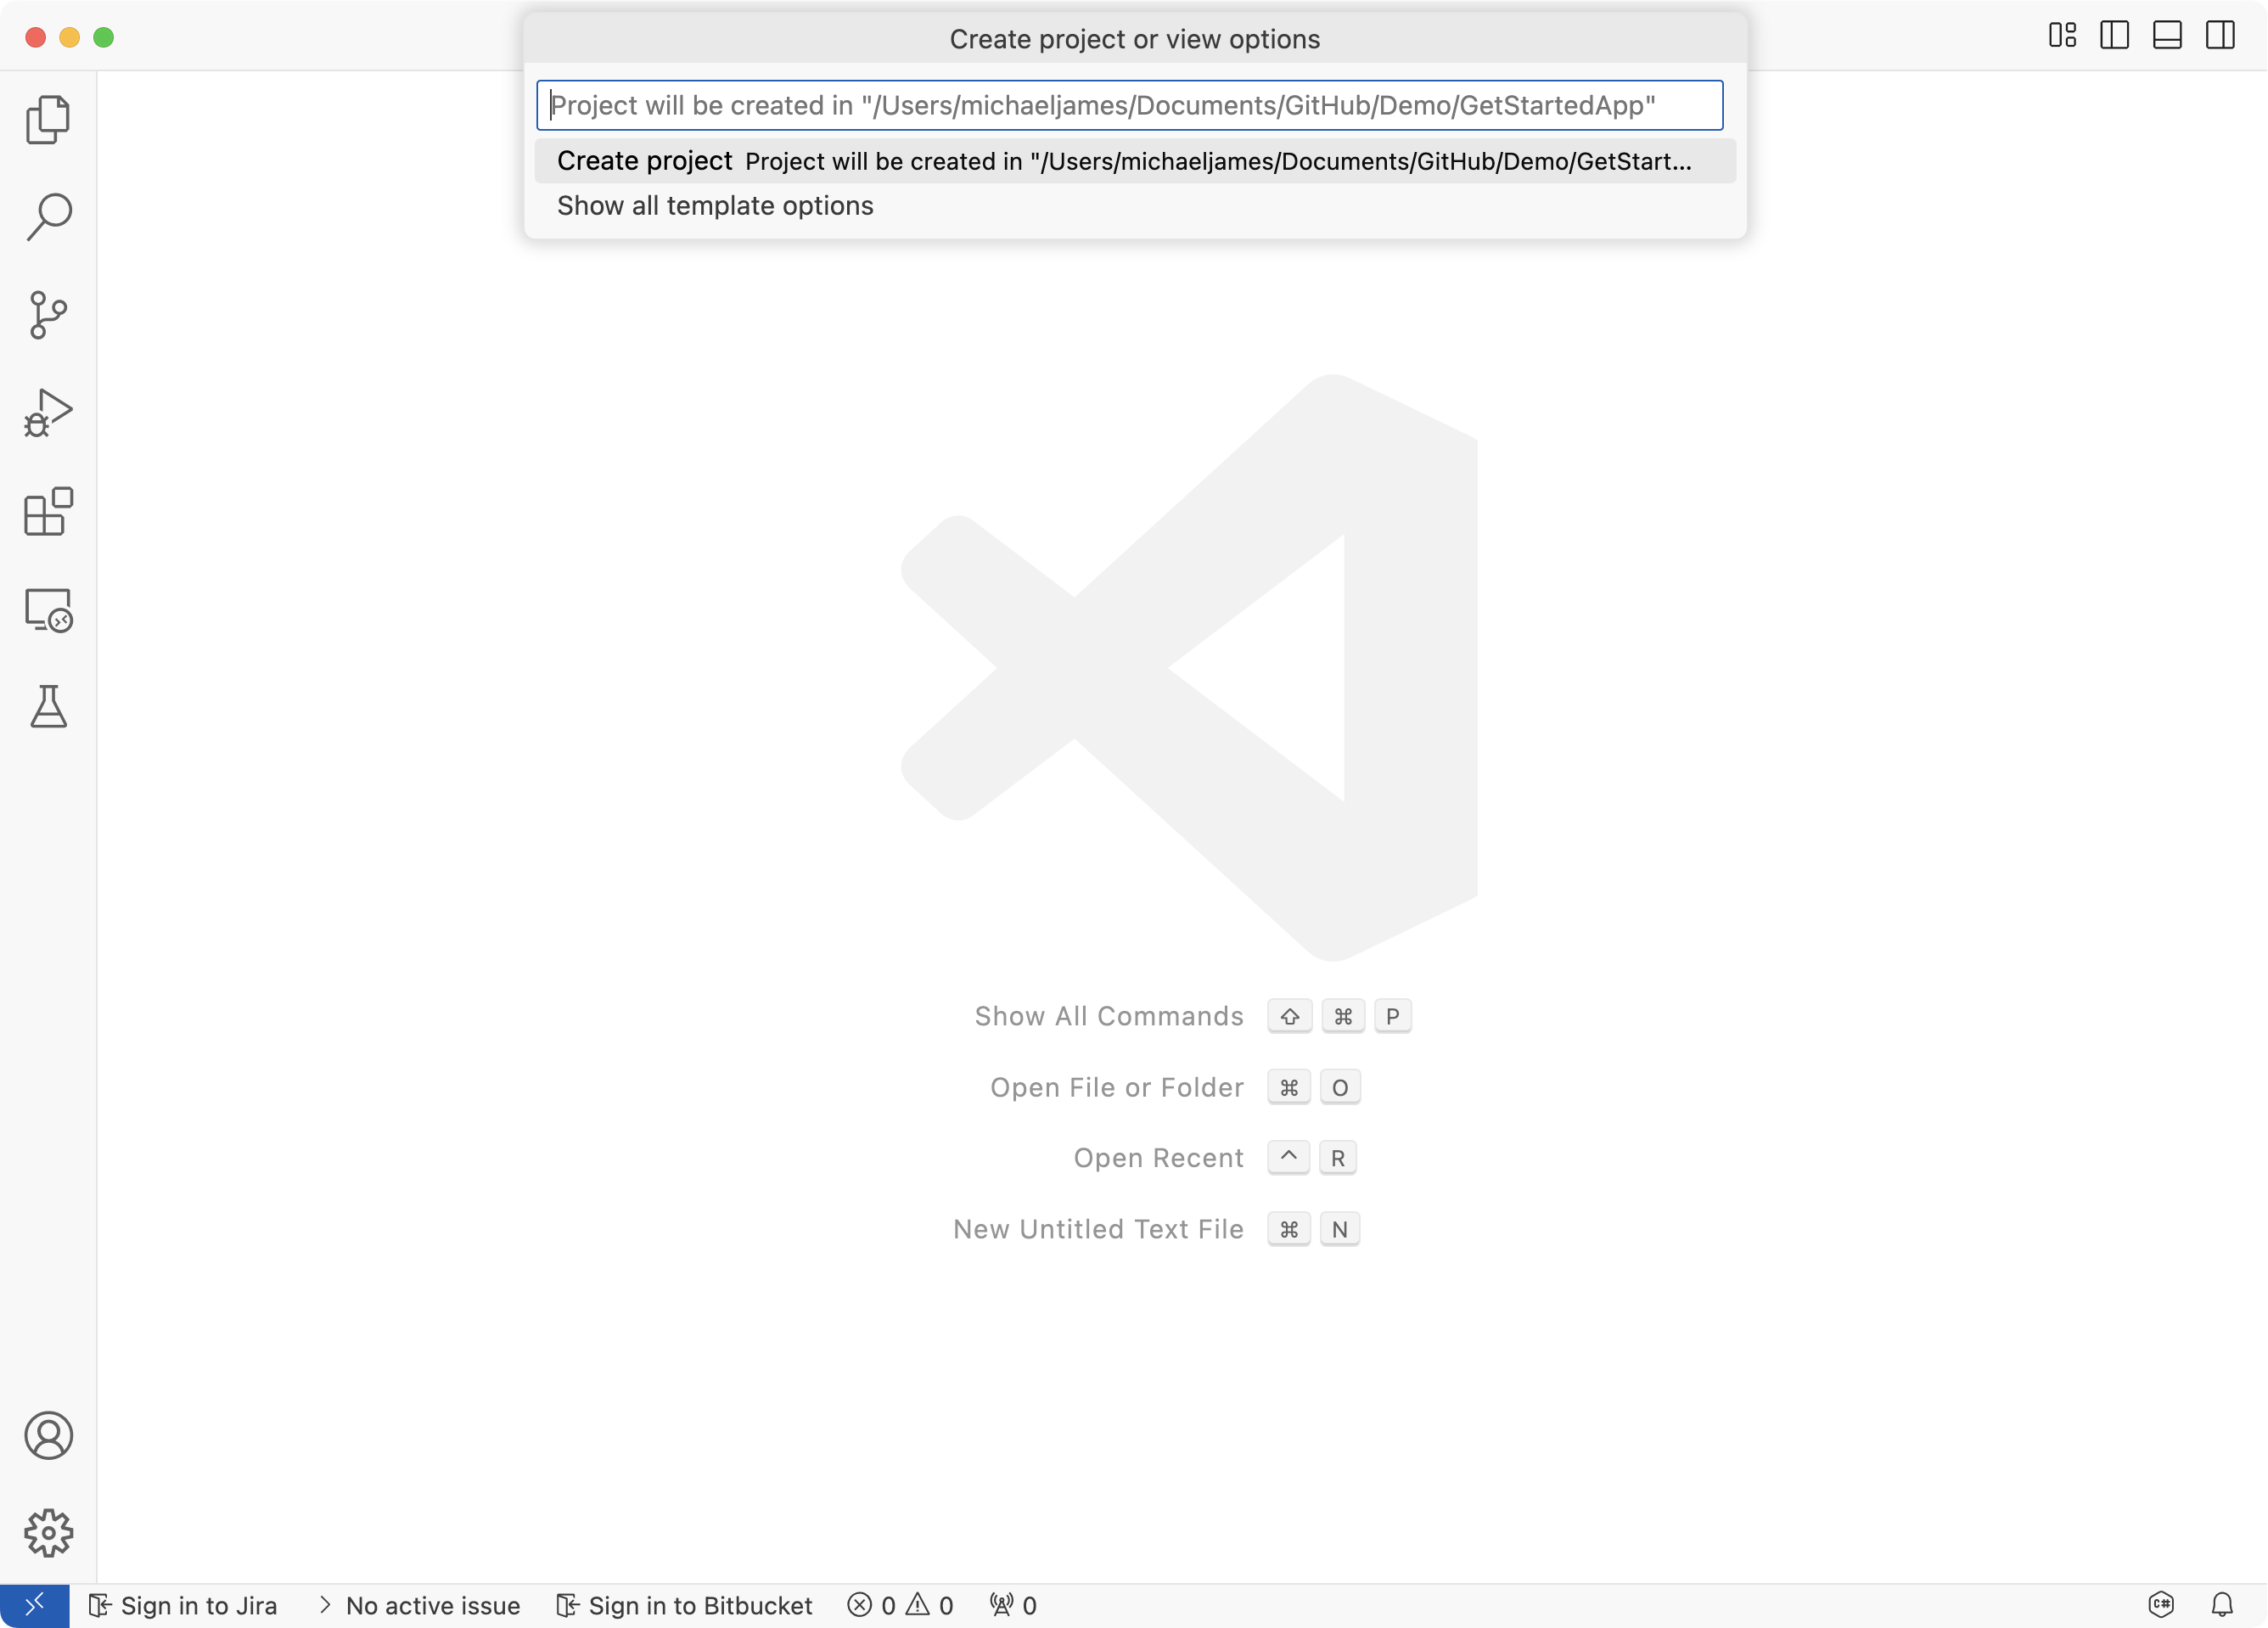 Create project or view options
Project will be created in "/Users/michaeljames/Documents/GitHub/Demo/GetStartedApp"
Create project Project will be created in "/Users/michaeljames/Documents/GitHub/Demo/GetStart...
Show all template options
Show All Commands ⇧ ⌘ P
Open File or Folder ⌘ O
Open Recent ^ R
New Untitled Text File ⌘ N
Sign in to Jira > No active issue Sign in to Bitbucket 0 0 0 C#